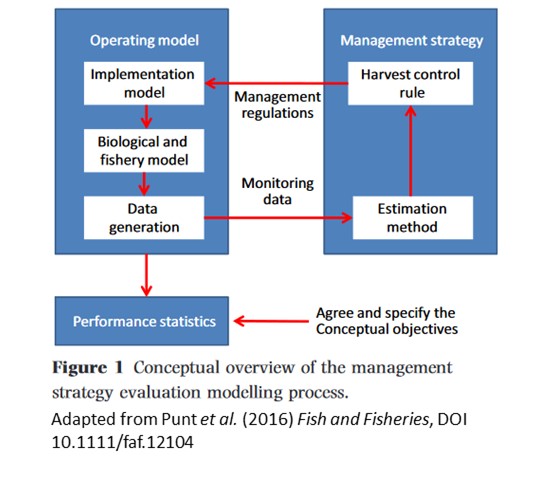 Operating model
Management strategy
Implementation
model
Harvest control
rule
Management
regulations
Biological and
fishery model
Monitoring
data
Data
generation
Estimation
method
Performance statistics
Agree and specify the
Conceptual objectives
Figure 1 Conceptual overview of the management
strategy evaluation modelling process.
Adapted from Punt et al. (2016) Fish and Fisheries, DOI
10.1111/faf.12104